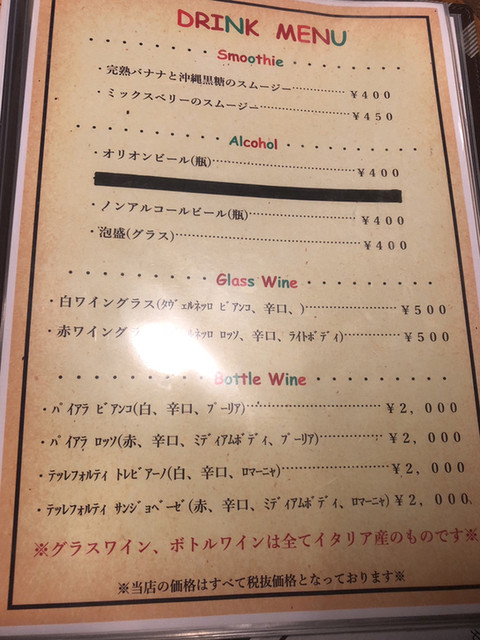 DRINK MENU
Smoothie
・完熟バナナと沖縄黒糖のスムージー ¥400
・ミックスベリーのスムージー ¥450
Alcohol
・オリオンビール(瓶) ¥400
・ノンアルコールビール(瓶) ¥400
・泡盛(グラス) ¥400
Glass Wine
・白ワイングラス(ﾀｳﾞｪﾙﾈｯﾛ ﾋﾞｱﾝｺ、辛口、) ¥500
・赤ワイング ﾙﾈｯﾛ ﾛｯｿ、辛口、ﾗｲﾄﾎﾞﾃﾞｨ) ¥500
Bottle Wine
・ﾊﾟｲｱﾗ ﾋﾞｱﾝｺ(白、辛口、ﾌﾟｰﾘｱ) ¥2,000
・ﾊﾟｲｱﾗ ﾛｯｿ(赤、辛口、ﾐﾃﾞｨｱﾑﾎﾞﾃﾞｨ、ﾌﾟｰﾘｱ) ¥2,000
・ﾃｯﾚﾌｫﾙﾃｨ ﾄﾚﾋﾞｱｰﾉ(白、辛口、ﾛﾏｰﾆｬ) ¥2,000
・ﾃｯﾚﾌｫﾙﾃｨ ｻﾝｼﾞｮﾍﾞｰｾﾞ(赤、辛口、ﾐﾃﾞｨｱﾑﾎﾞﾃﾞｨ、ﾛﾏｰﾆｬ) ¥2,000
※グラスワイン、ボトルワインは全てイタリア産のものです※
※当店の価格はすべて税抜価格となっております※